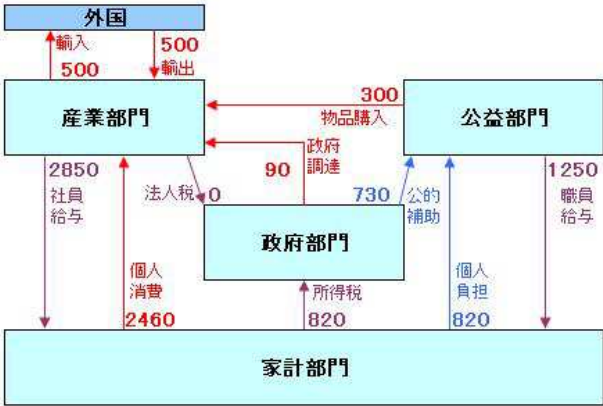 外国
輸入
500
500
輸出
産業部門
300
物品購入
公益部門
2850
社員
給与
法人税
0
90
政府
調達
730
公的
補助
1250
職員
給与
政府部門
個人
消費
2460
所得税
820
個人
負担
820
家計部門